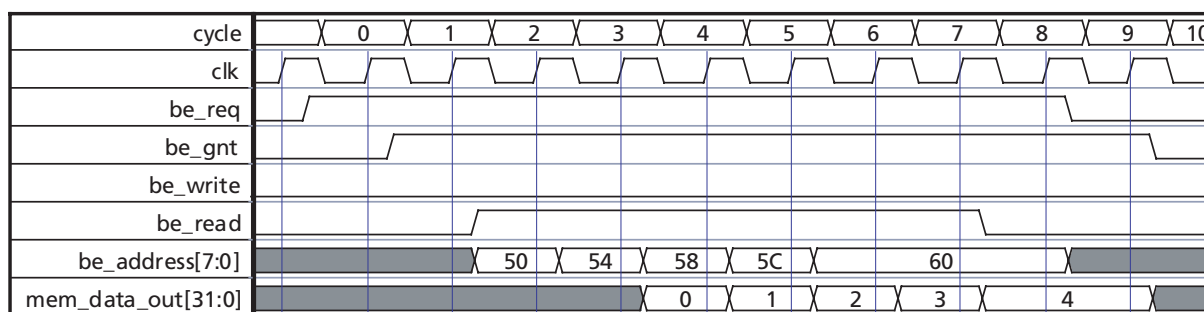 cycle 0 1 2 3 4 5 6 7 8 9 10
clk
be_req
be_gnt
be_write
be_read
be_address[7:0] 50 54 58 5C 60
mem_data_out[31:0] 0 1 2 3 4